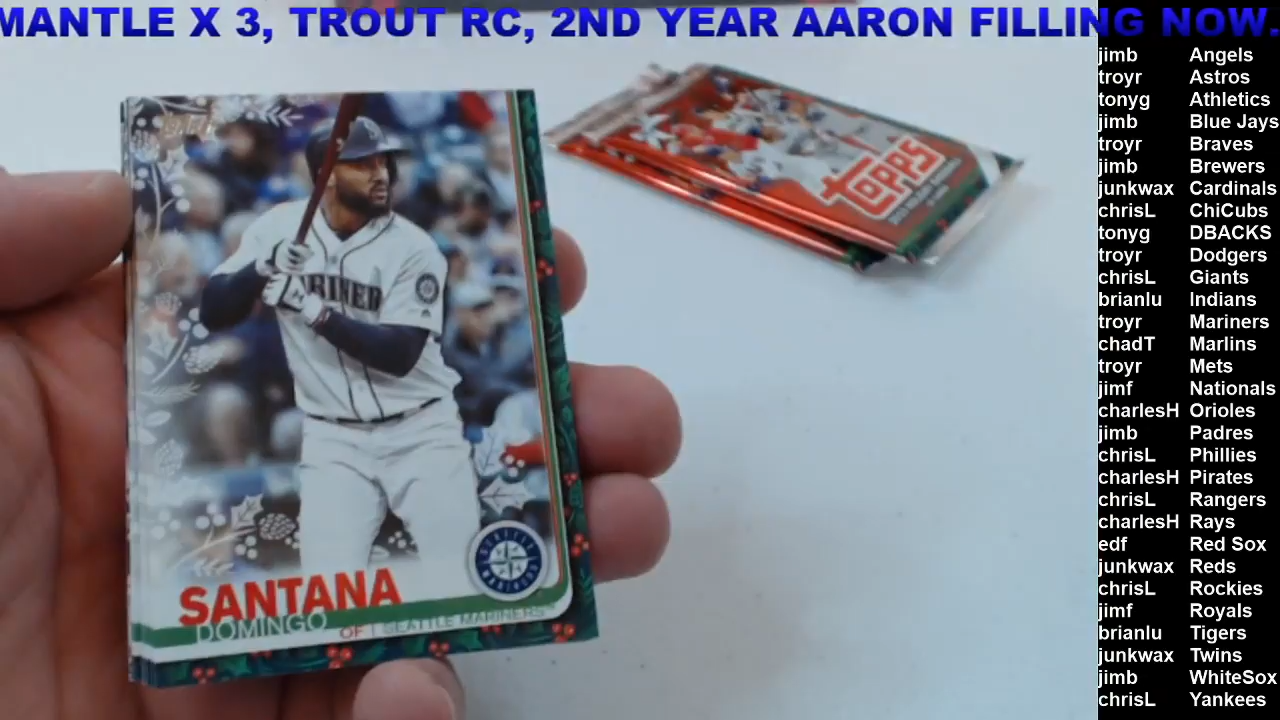 MANTLE X 3, TROUT RC, 2ND YEAR AARON FILLING NOW.
jimb Angels
troyr Astros
tonyg Athletics
jimb Blue Jays
troyr Braves
jimb Brewers
junkwax Cardinals
chrisL ChiCubs
tonyg DBACKS
troyr Dodgers
chrisL Giants
brianlu Indians
troyr Mariners
chadT Marlins
troyr Mets
jimf Nationals
charlesH Orioles
jimb Padres
chrisL Phillies
charlesH Pirates
chrisL Rangers
charlesH Rays
edf Red Sox
junkwax Reds
chrisL Rockies
jimf Royals
brianlu Tigers
junkwax Twins
jimb WhiteSox
chrisL Yankees
TOPPS
MARINER
SEATTLE
MARINERS
SANTANA
DOMINGO
OF | SEATTLE MARINERS™